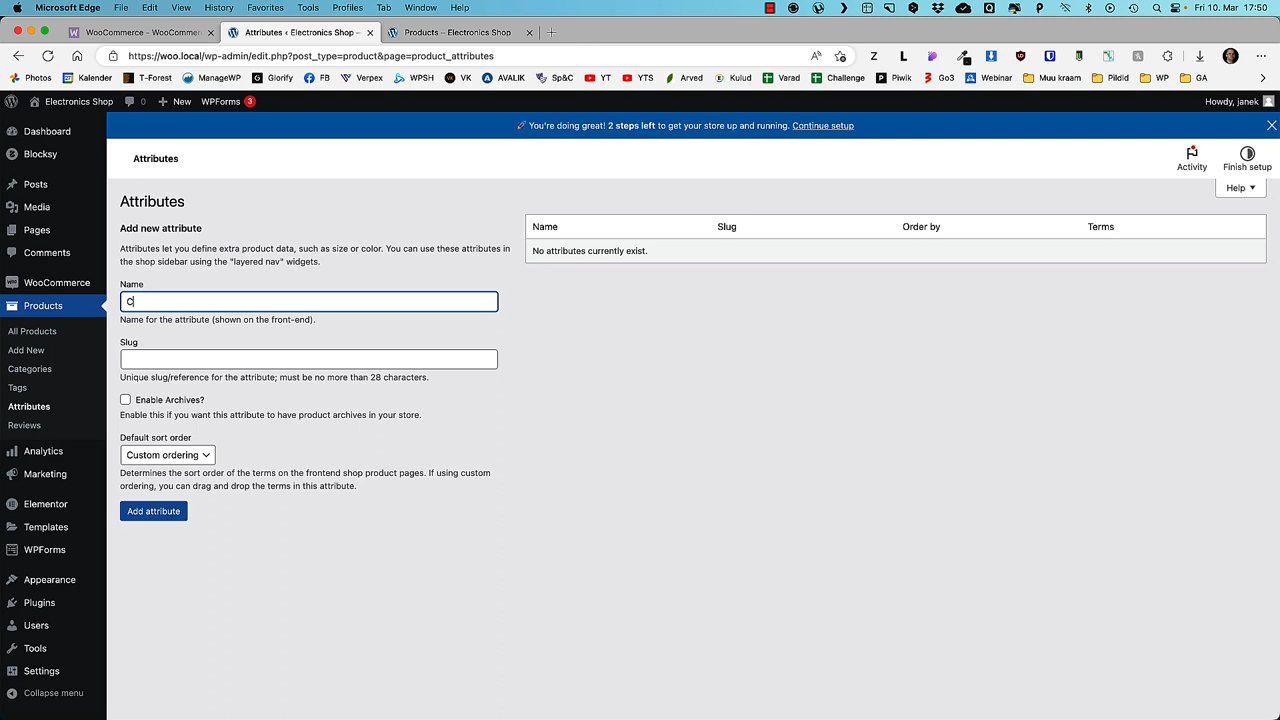 Microsoft Edge File Edit View History Favorites Tools Profiles Tab Window Help Fri 10. Mar 17:50
WooCommerce - WooCommer Attributes < Electronics Shop — Products — Electronics Shop
https://woo.local/wp-admin/edit.php?post_type=product&page=product_attributes
Photos Kalender T-Forest ManageWP Glorify FB Verpex WPSH VK AVALIK Sp&C YT YTS Arved Kulud Varad Challenge Piwik GoS Webinar Muu kraam Pildid WP GA
Electronics Shop 0 New WPForms 3 Howdy, janek
🚀 You're doing great! 2 steps left to get your store up and running. Continue setup
Attributes
Activity
Finish setup
Help
Dashboard
Blocksy
Posts
Media
Pages
Comments
WooCommerce
Products
All Products
Add New
Categories
Tags
Attributes
Reviews
Analytics
Marketing
Elementor
Templates
WPForms
Appearance
Plugins
Users
Tools
Settings
Collapse menu
Attributes
Add new attribute
Attributes let you define extra product data, such as size or color. You can use these attributes in
the shop sidebar using the "layered nav" widgets.
Name
C
Name for the attribute (shown on the front-end).
Slug
Unique slug/reference for the attribute; must be no more than 28 characters.
Enable Archives?
Enable this if you want this attribute to have product archives in your store.
Default sort order
Custom ordering
Determines the sort order of the terms on the frontend shop product pages. If using custom
ordering, you can drag and drop the terms in this attribute.
Add attribute
Name Slug Order by Terms
No attributes currently exist.